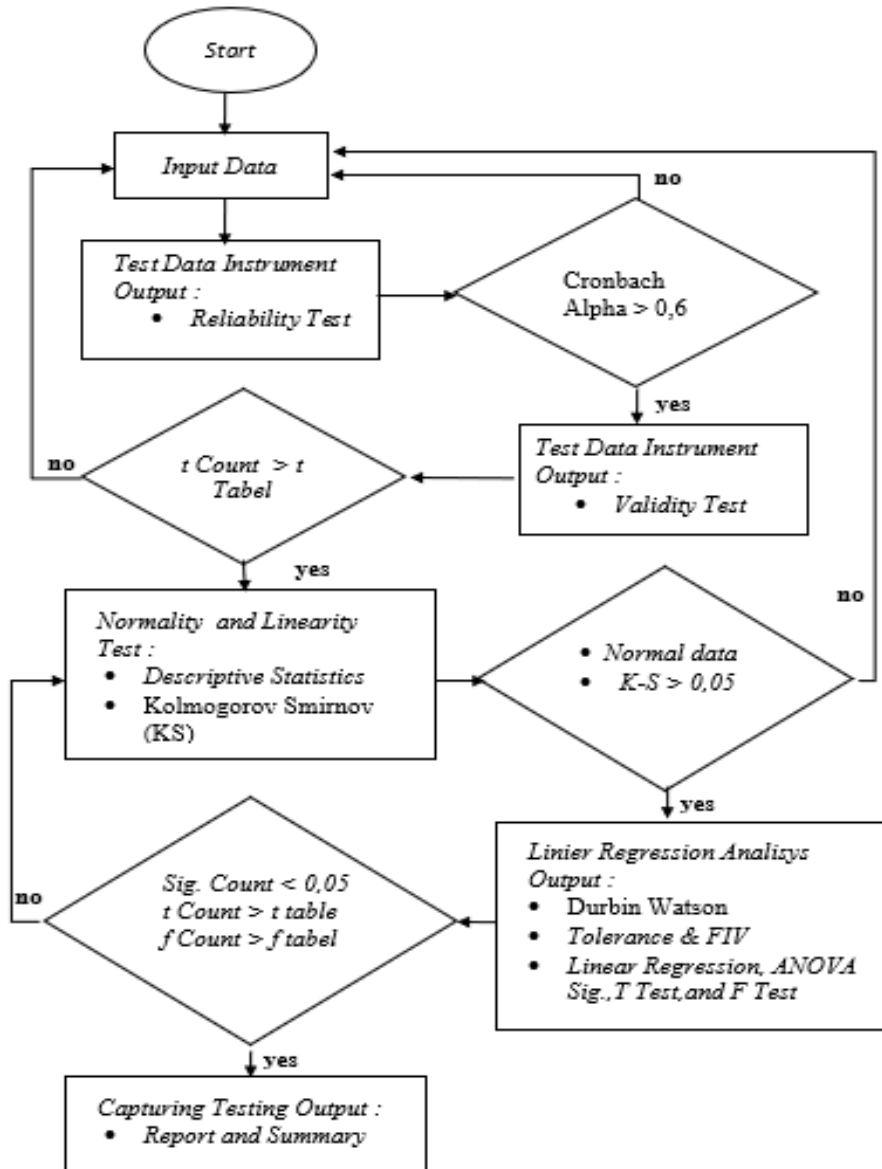 Start
Input Data
no
Test Data Instrument
Output :
• Reliability Test
Cronbach
Alpha > 0,6
yes
Test Data Instrument
Output :
• Validity Test
t Count > t
Tabel
no
yes
Normality and Linearity
Test :
• Descriptive Statistics
• Kolmogorov Smirnov
(KS)
• Normal data
• K-S > 0,05
no
yes
Linier Regression Analisys
Output :
• Durbin Watson
• Tolerance & FIV
• Linear Regression, ANOVA
Sig.,T Test,and F Test
Sig. Count < 0,05
t Count > t table
f Count > f tabel
no
yes
Capturing Testing Output :
• Report and Summary